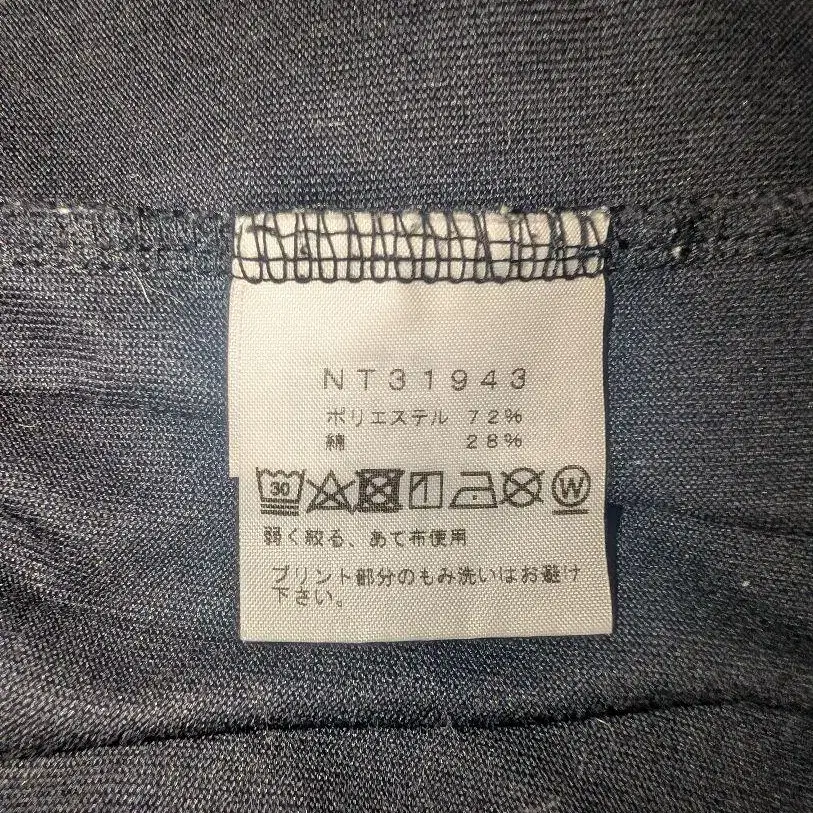 NT31943
ポリエステル 72%
綿 28%
30 W
弱く絞る、あて布使用
プリント部分のもみ洗いはお避け
下さい。